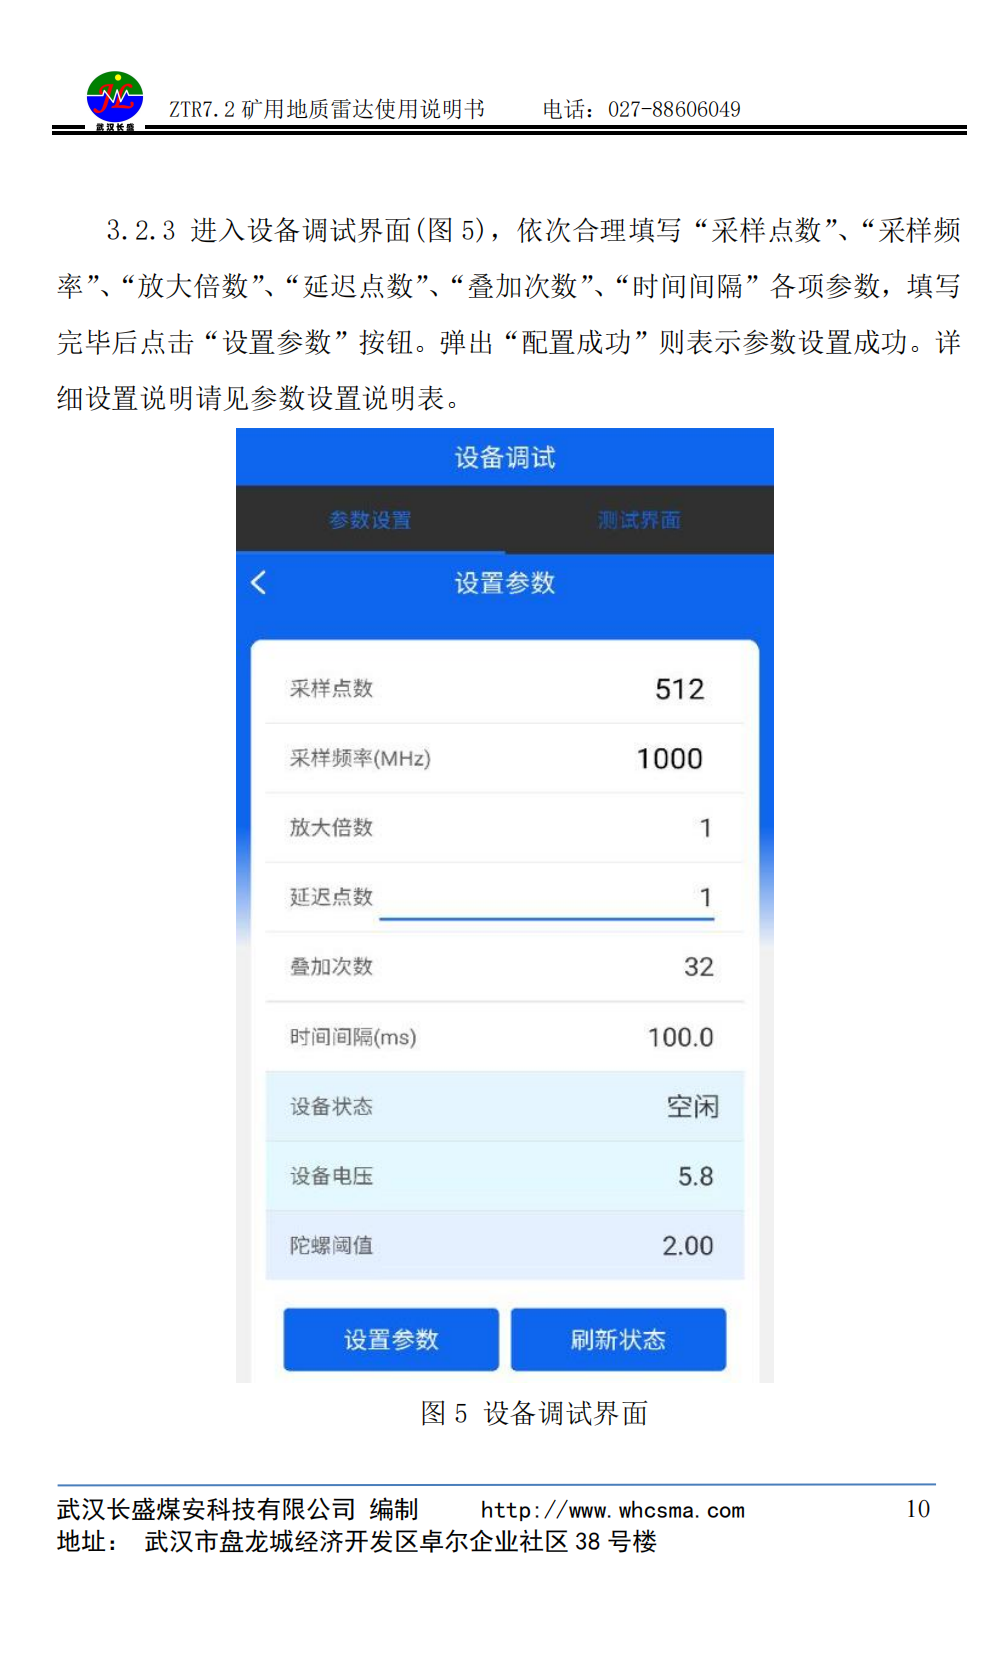 武汉长盛
ZTR7.2 矿用地质雷达使用说明书 电话：027-88606049
3.2.3 进入设备调试界面(图 5)，依次合理填写“采样点数”、“采样频
率”、“放大倍数”、“延迟点数”、“叠加次数”、“时间间隔”各项参数，填写
完毕后点击“设置参数”按钮。弹出“配置成功”则表示参数设置成功。详
细设置说明请见参数设置说明表。
设备调试
参数设置 测试界面
设置参数
采样点数 512
采样频率(MHz) 1000
放大倍数 1
延迟点数 1
叠加次数 32
时间间隔(ms) 100.0
设备状态 空闲
设备电压 5.8
陀螺阈值 2.00
设置参数 刷新状态
图 5 设备调试界面
武汉长盛煤安科技有限公司 编制 http://www.whcsma.com 10
地址： 武汉市盘龙城经济开发区卓尔企业社区 38 号楼